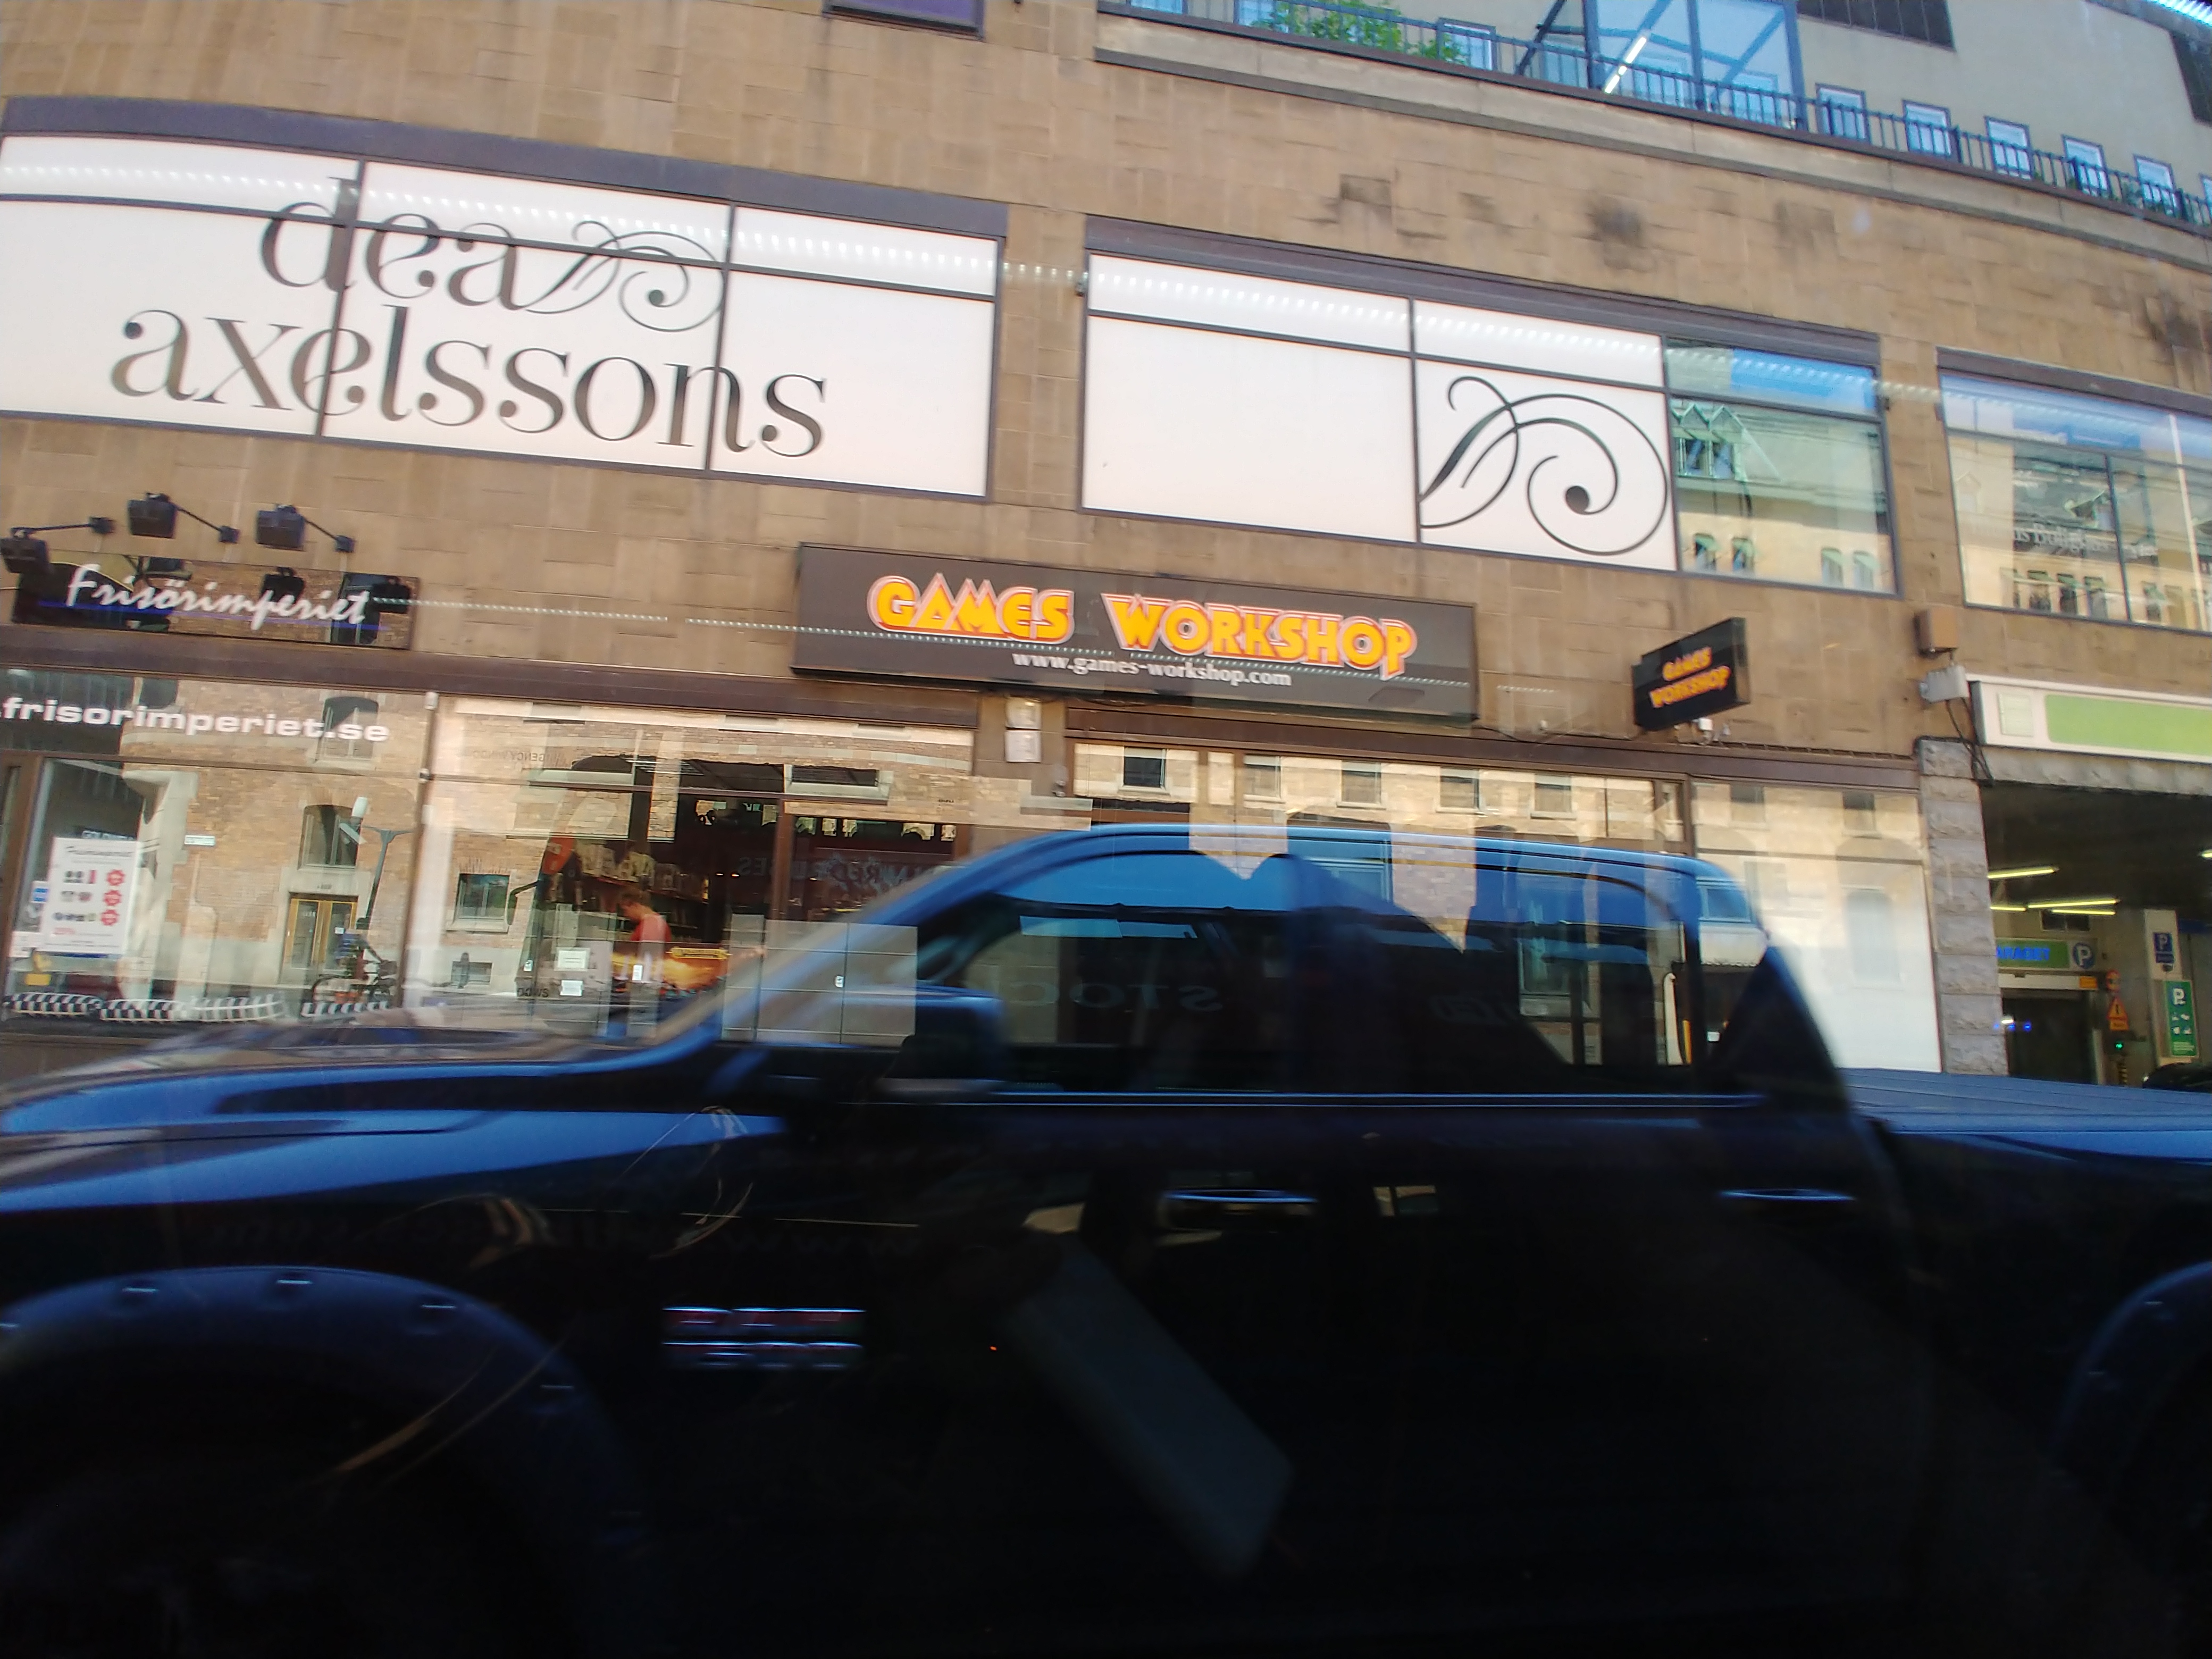 dea
axelssons
Frisörimperiet
frisorimperiet.se
GAMES WORKSHOP
www.games-workshop.com
GAMES
WORKSHOP
P
P
P